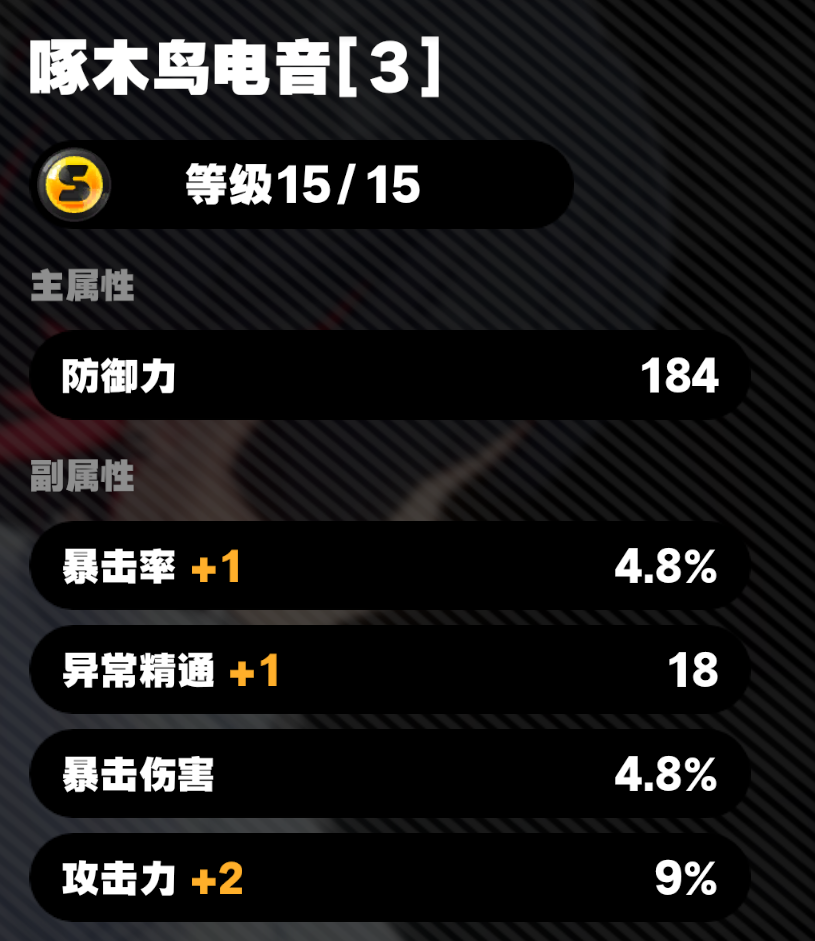 啄木鸟电音[3]
S 等级15/15
主属性
防御力 184
副属性
暴击率 +1 4.8%
异常精通 +1 18
暴击伤害 4.8%
攻击力 +2 9%